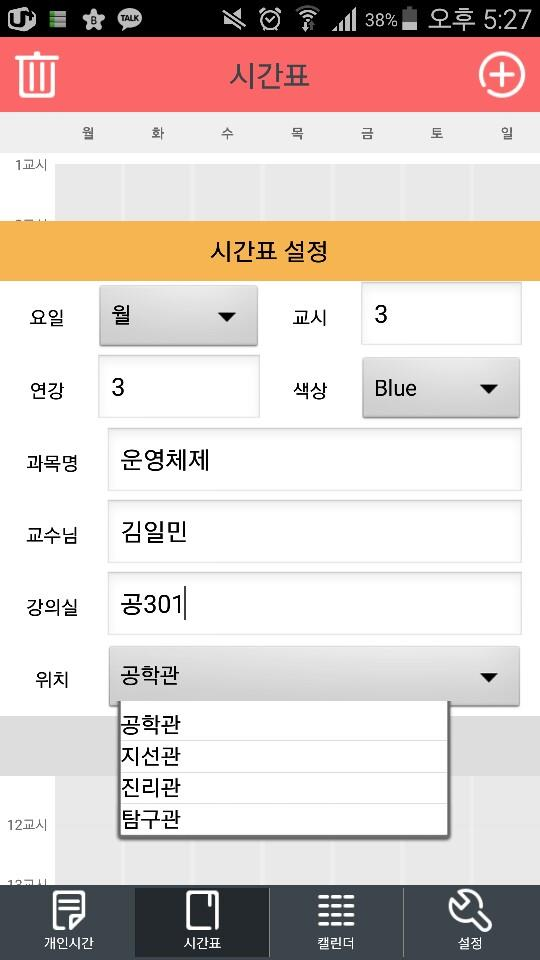 U+ B TALK 38% 오후 5:27
시간표
월 화 수 목 금 토 일
1교시
시간표 설정
요일 월 교시 3
연강 3 색상 Blue
과목명 운영체제
교수님 김일민
강의실 공301
위치 공학관
공학관
지선관
진리관
탐구관
12교시
13교시
개인시간 시간표 캘린더 설정